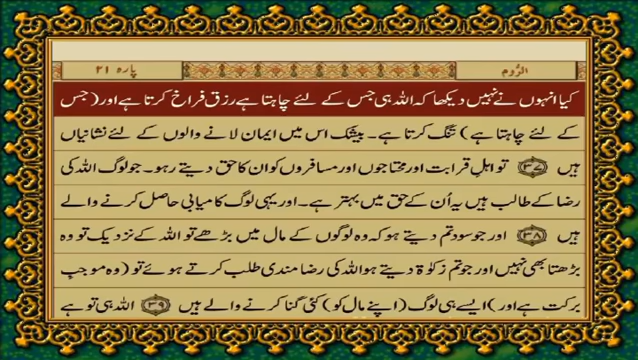 الرُّوم پارہ ۲۱
کیا انہوں نے نہیں دیکھا کہ اللہ ہی جس کے لئے چاہتا ہے رزق فراخ کرتا ہے اور (جس
کے لئے چاہتا ہے) تنگ کرتا ہے۔ بیشک اس میں ایمان لانے والوں کے لئے نشانیاں
ہیں ﴿۳۷﴾ تو اہلِ قرابت اور محتاجوں اور مسافروں کو ان کا حق دیتے رہو۔ جو لوگ اللہ کی
رضا کے طالب ہیں یہ اُن کے حق میں بہتر ہے۔ اور یہی لوگ کامیابی حاصل کرنے والے
ہیں ﴿۳۸﴾ اور جو سود تم دیتے ہو کہ وہ لوگوں کے مال میں بڑھے تو اللہ کے نزدیک تو وہ
بڑھتا بھی نہیں اور جو تم زکوٰۃ دیتے ہو اللہ کی رضا مندی طلب کرتے ہوئے تو (وہ موجبِ
برکت ہے اور) ایسے ہی لوگ (اپنے مال کو) کئی گنا کرنے والے ہیں ﴿۳۹﴾ اللہ ہی تو ہے